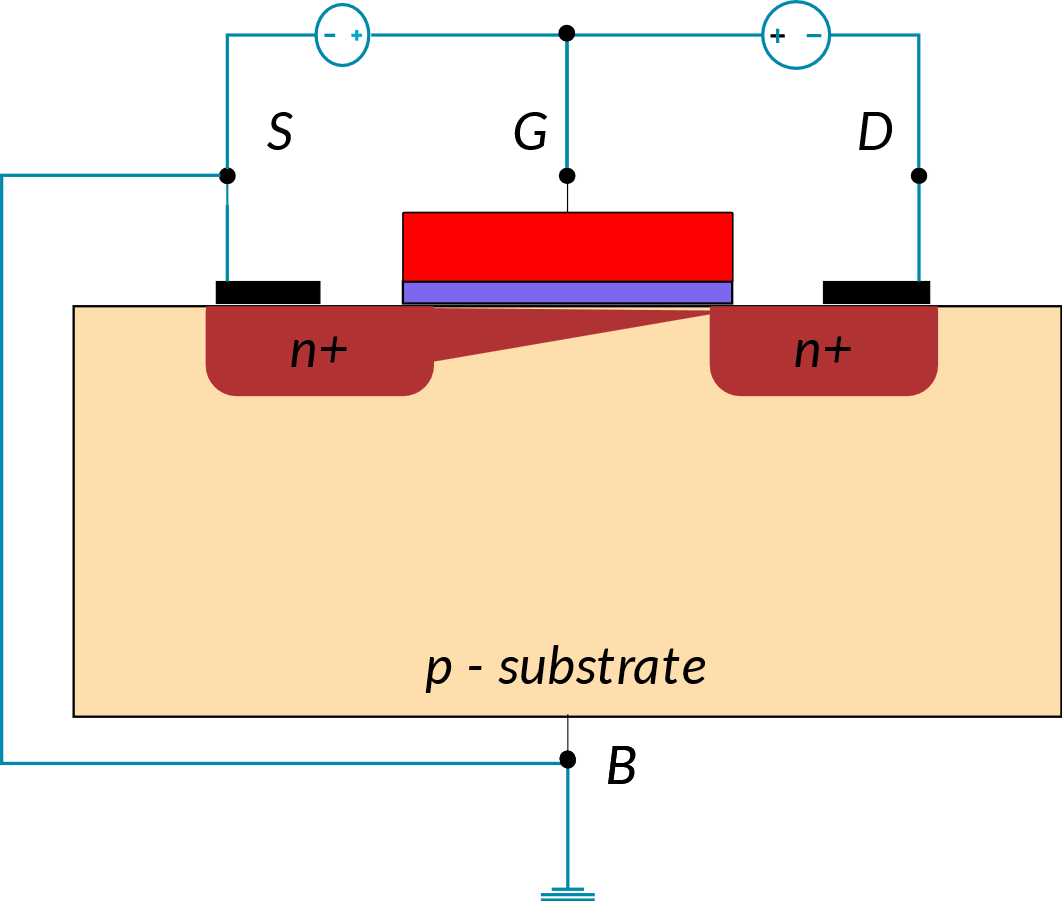 - +
+ -
S
G
D
n+
n+
p - substrate
B